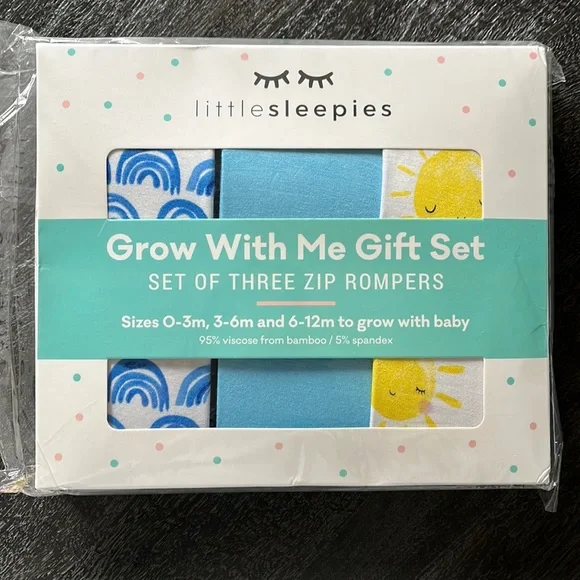 littlesleepies
Grow With Me Gift Set
SET OF THREE ZIP ROMPERS
Sizes 0-3m, 3-6m and 6-12m to grow with baby
95% viscose from bamboo / 5% spandex